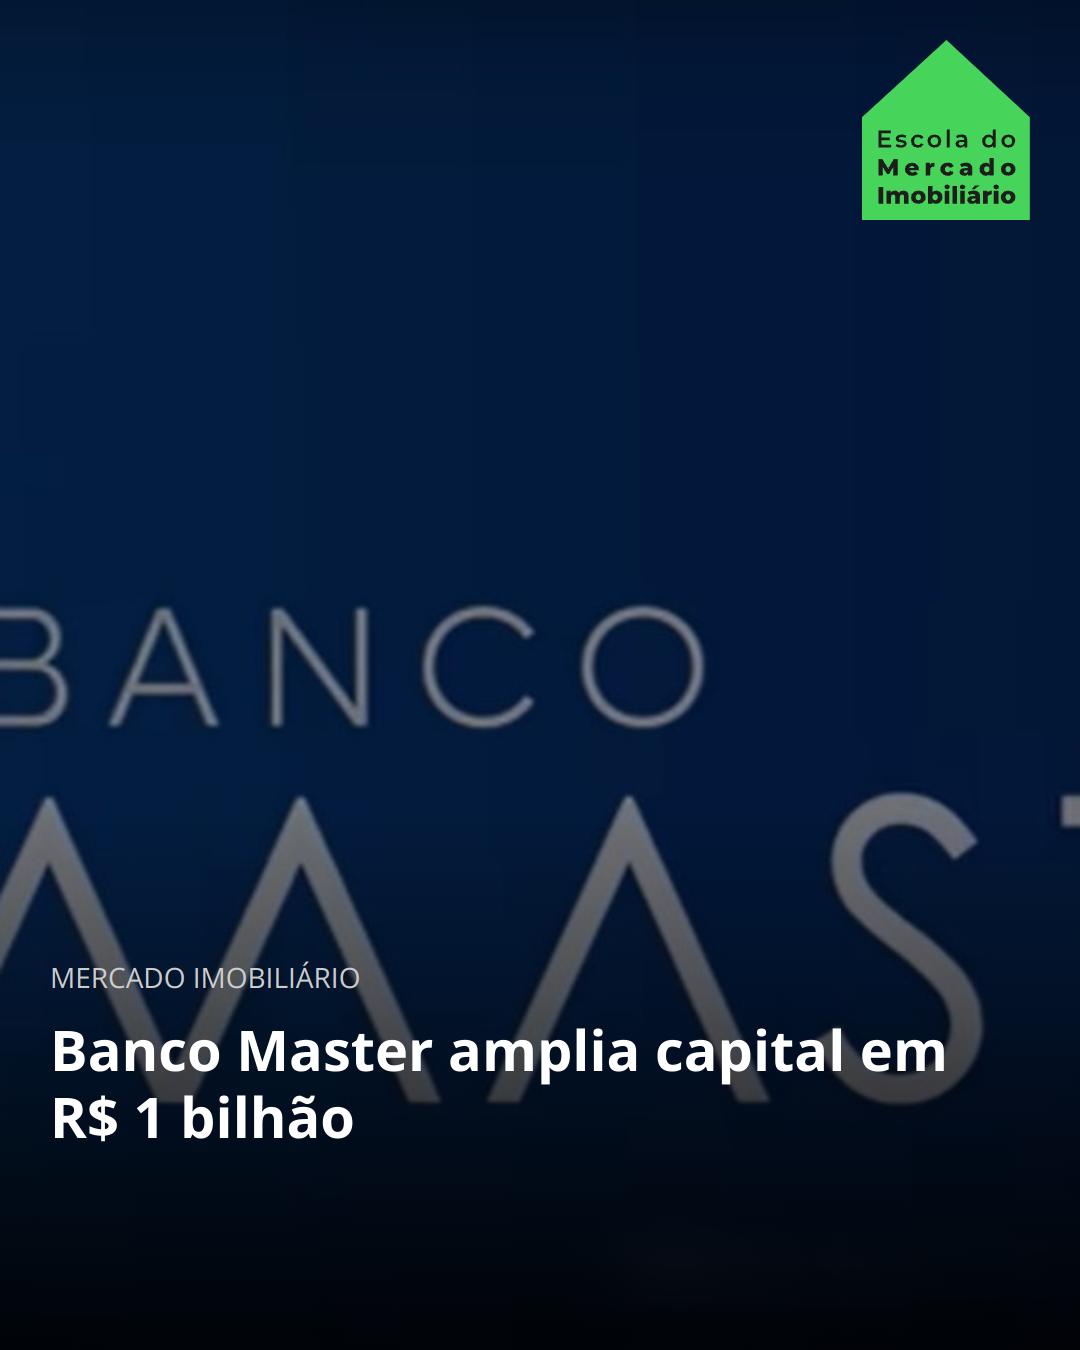 Escola do
Mercado
Imobiliário
BANCO
MAST
MERCADO IMOBILIÁRIO
Banco Master amplia capital em
R$ 1 bilhão